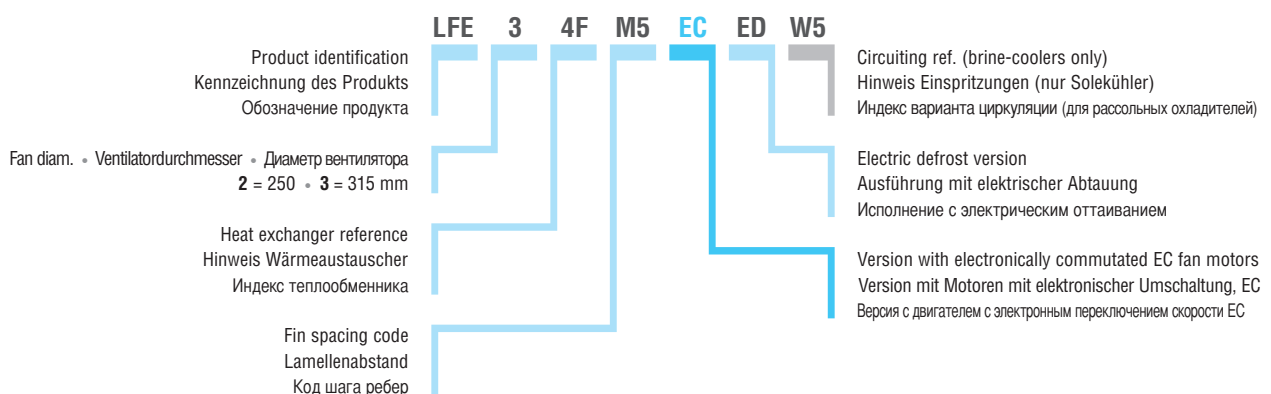 LFE 3 4F M5 EC ED W5
Product identification
Kennzeichnung des Produkts
Обозначение продукта
Fan diam. • Ventilatordurchmesser • Диаметр вентилятора
2 = 250 • 3 = 315 mm
Heat exchanger reference
Hinweis Wärmeaustauscher
Индекс теплообменника
Fin spacing code
Lamellenabstand
Код шага ребер
Circuiting ref. (brine-coolers only)
Hinweis Einspritzungen (nur Solekühler)
Индекс варианта циркуляции (для рассольных охладителей)
Electric defrost version
Ausführung mit elektrischer Abtauung
Исполнение с электрическим оттаиванием
Version with electronically commutated EC fan motors
Version mit Motoren mit elektronischer Umschaltung, EC
Версия с двигателем с электронным переключением скорости EC